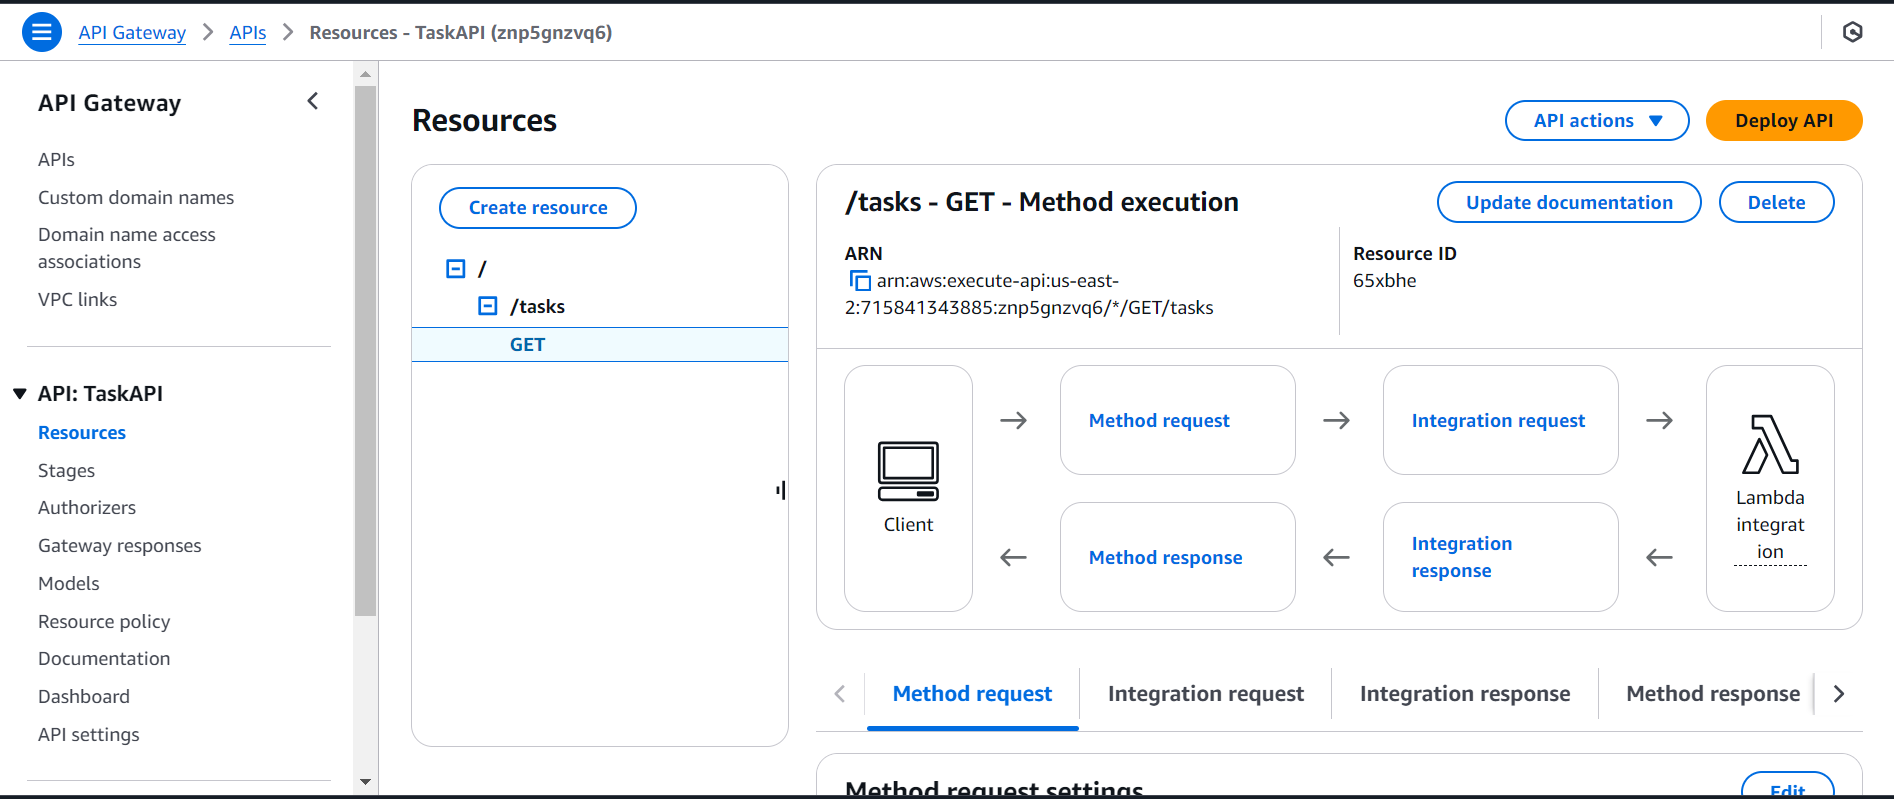 API Gateway
APIs
Resources - TaskAPI (znp5gnzvq6)
API Gateway
APIs
Custom domain names
Domain name access
associations
VPC links
API: TaskAPI
Resources
Stages
Authorizers
Gateway responses
Models
Resource policy
Documentation
Dashboard
API settings
Resources
API actions
Deploy API
Create resource
/
/tasks
GET
/tasks - GET - Method execution
Update documentation
Delete
ARN
arn:aws:execute-api:us-east-
2:715841343885:znp5gnzvq6/*/GET/tasks
Resource ID
65xbhe
Client
Method request
Integration request
Lambda
integrat
ion
Method response
Integration
response
Method request
Integration request
Integration response
Method response
Method request settings
Edit